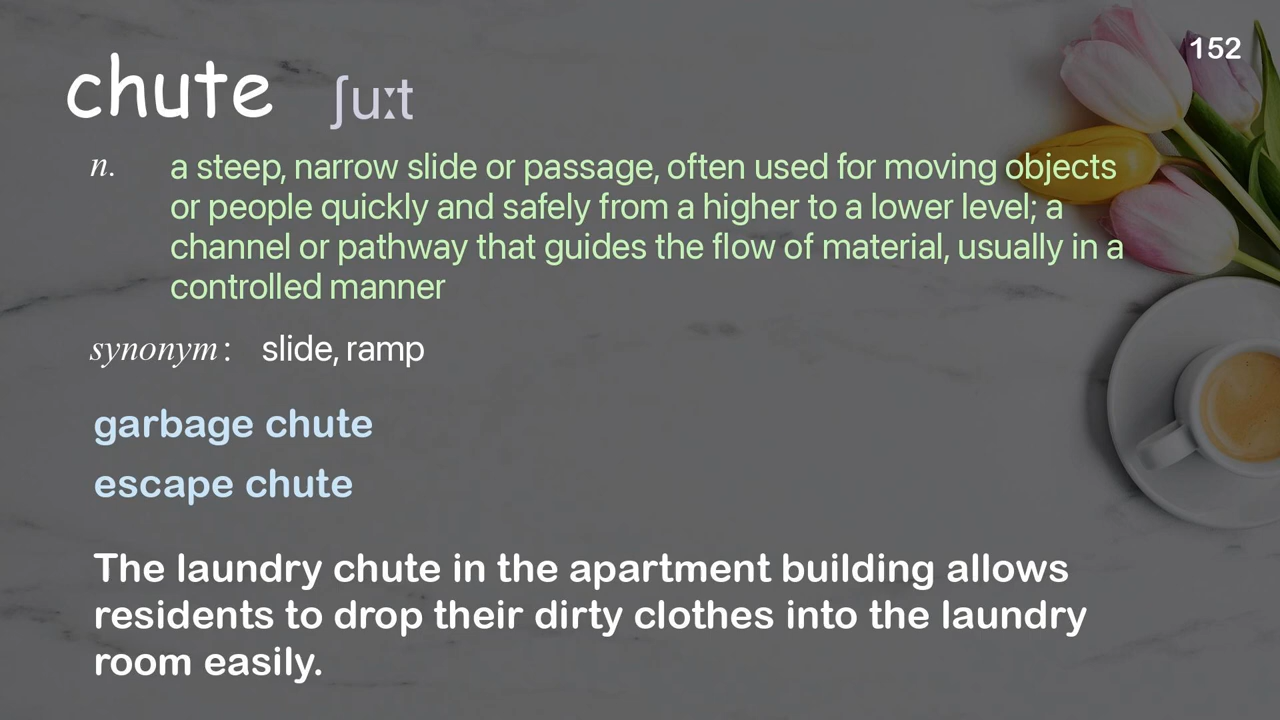 152
chute ʃuːt
n. a steep, narrow slide or passage, often used for moving objects
or people quickly and safely from a higher to a lower level; a
channel or pathway that guides the flow of material, usually in a
controlled manner
synonym : slide, ramp
garbage chute
escape chute
The laundry chute in the apartment building allows
residents to drop their dirty clothes into the laundry
room easily.